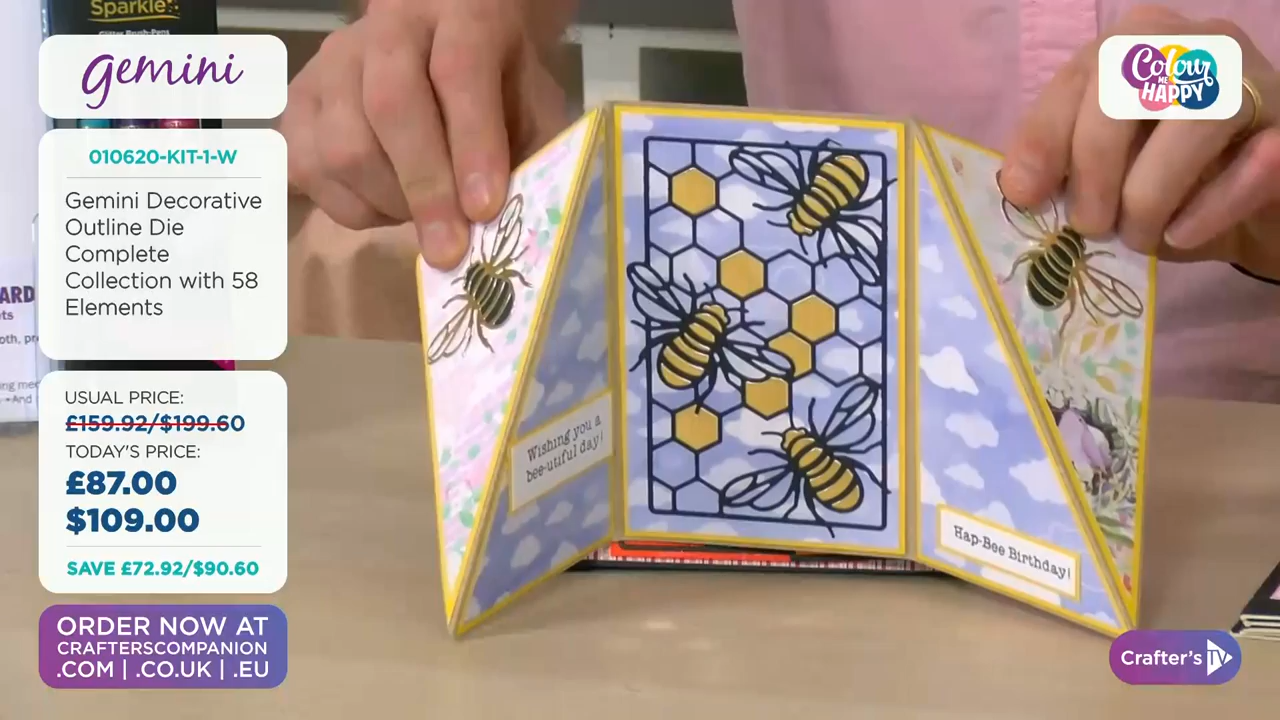 Sparkle
gemini
010620-KIT-1-W
Gemini Decorative
Outline Die
Complete
Collection with 58
Elements
USUAL PRICE:
£159.92/$199.60
TODAY'S PRICE:
£87.00
$109.00
SAVE £72.92/$90.60
ORDER NOW AT
CRAFTERSCOMPANION
.COM | .CO.UK | .EU
Wishing you a
bee-utiful day!
Hap-Bee Birthday!
Colour
ME
HAPPY
Crafter's TV